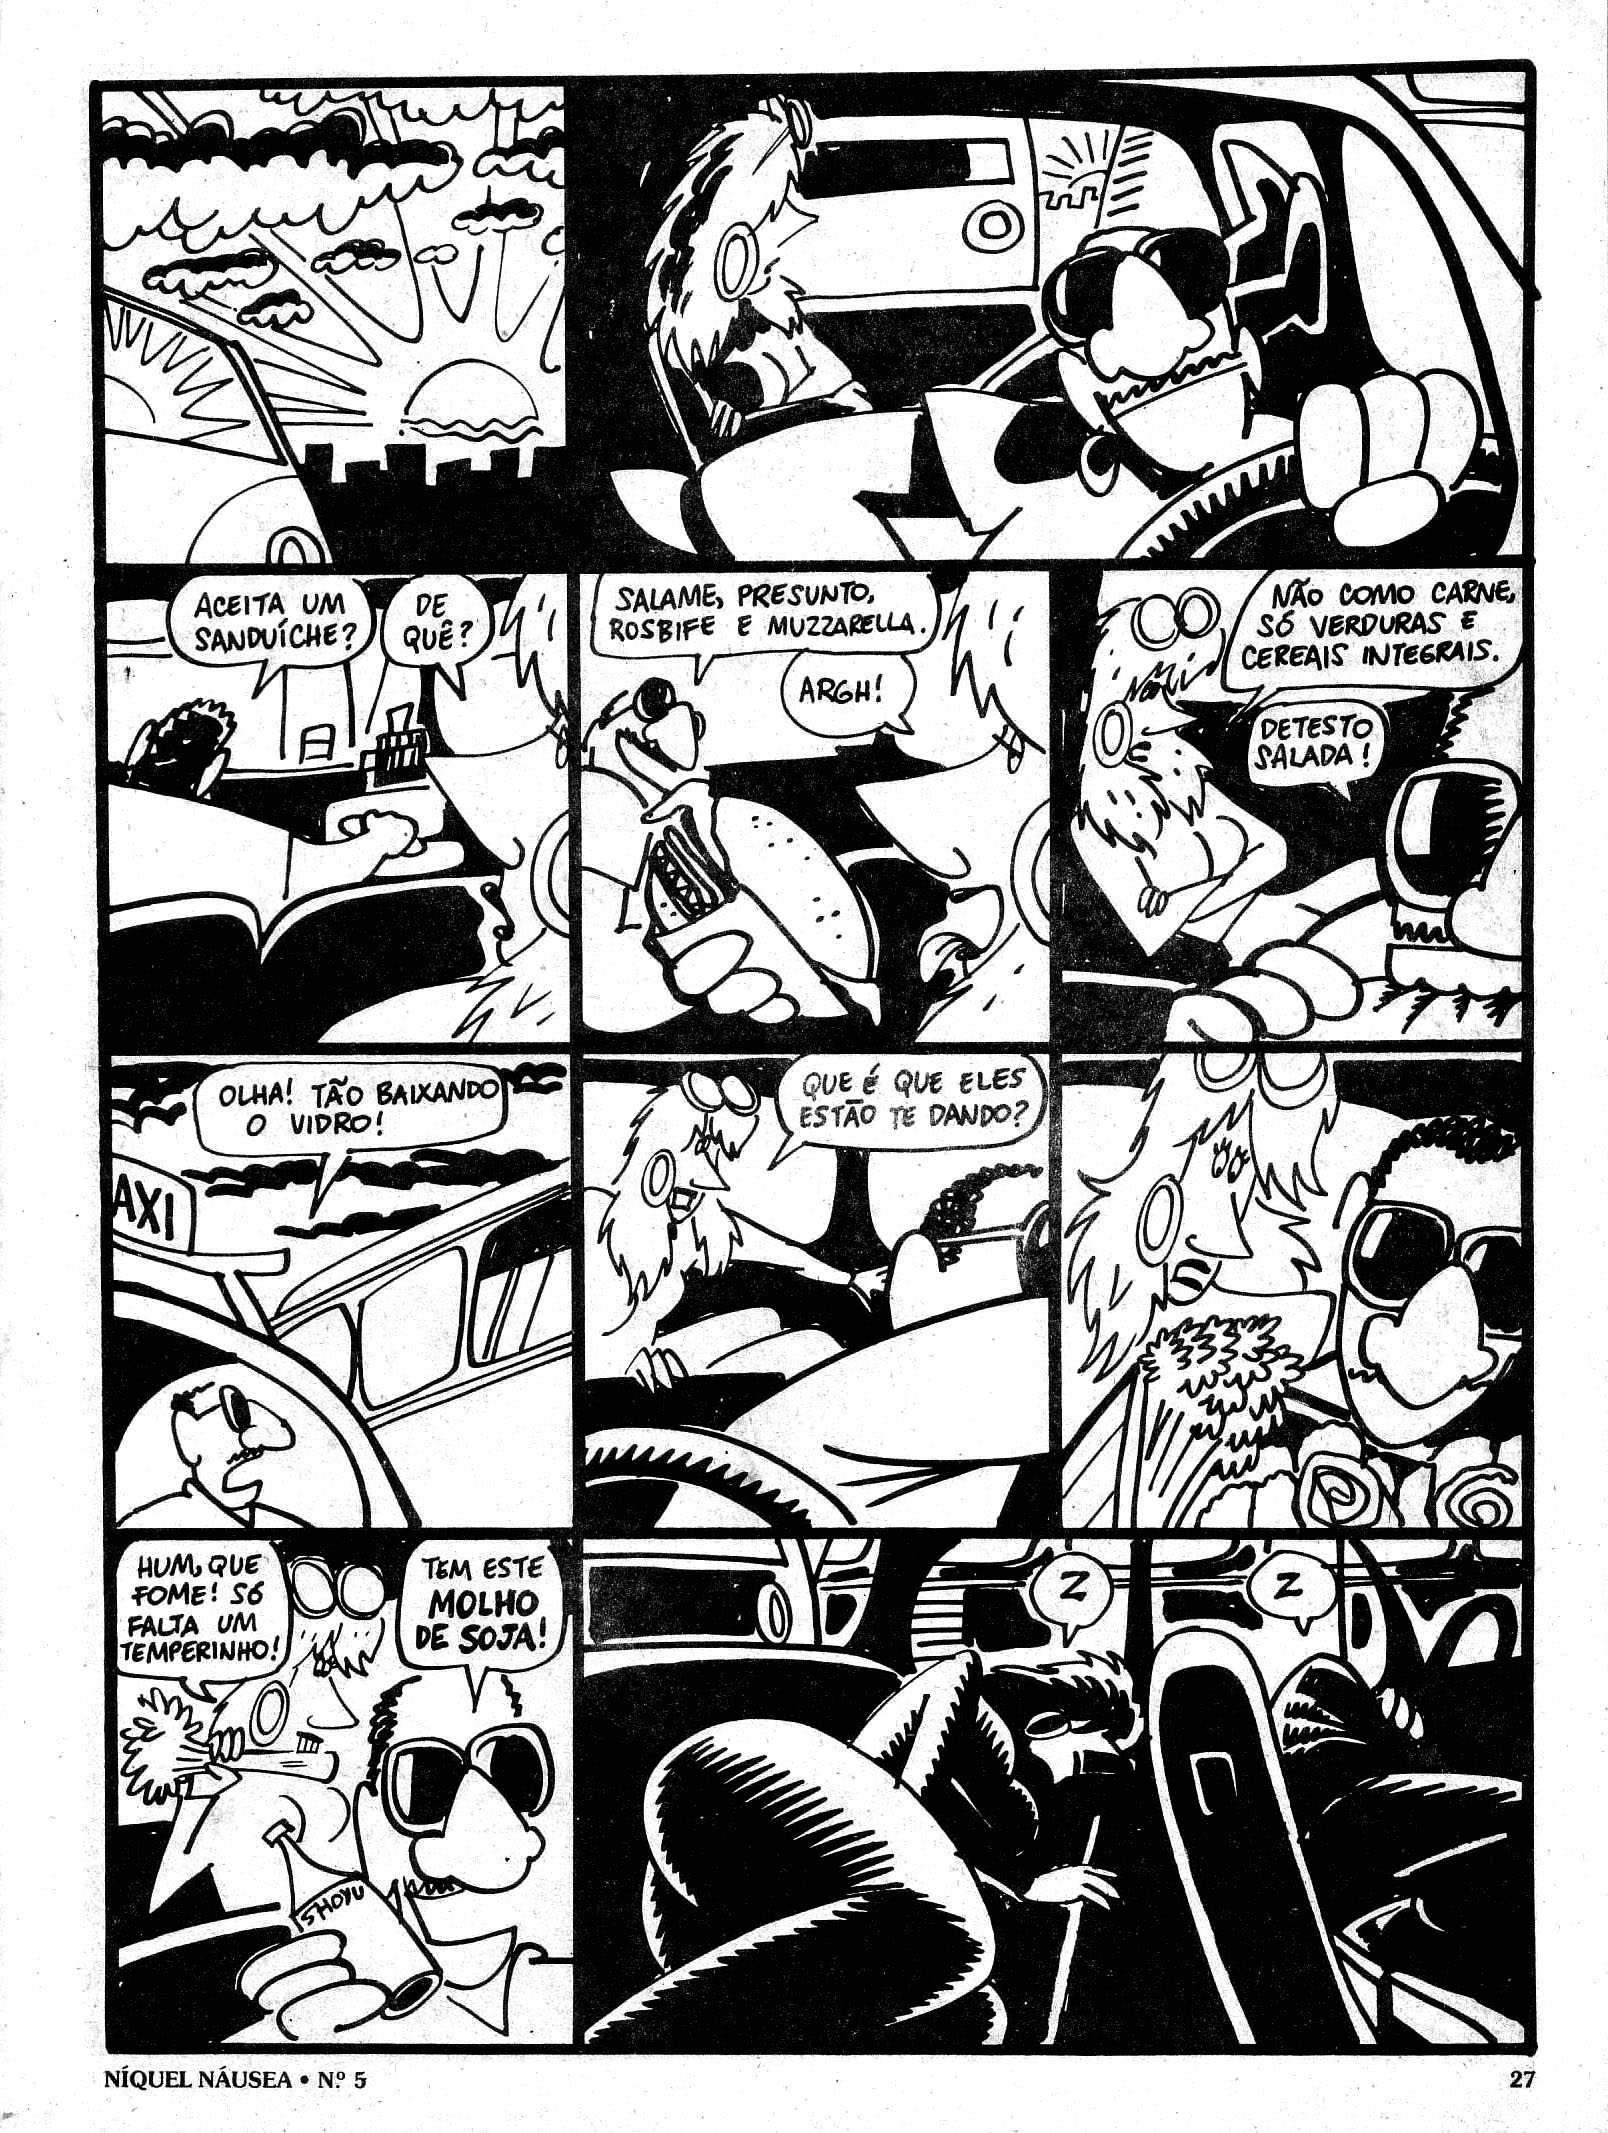 ACEITA UM
SANDUÍCHE?
DE
QUÊ?
SALAME, PRESUNTO,
ROSBIFE E MUZZARELLA.
ARGH!
NÃO COMO CARNE,
SÓ VERDURAS E
CEREAIS INTEGRAIS.
DETESTO
SALADA!
OLHA! TÃO BAIXANDO
O VIDRO!
AXI
QUE É QUE ELES
ESTÃO TE DANDO?
HUM, QUE
FOME! SÓ
FALTA UM
TEMPERINHO!
TEM ESTE
MOLHO
DE SOJA!
SHOYU
Z
Z
NÍQUEL NÁUSEA • Nº 5
27